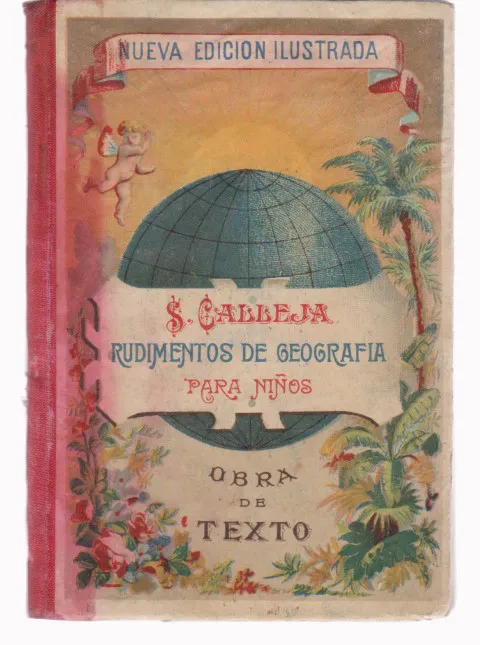 NUEVA EDICION ILUSTRADA
S. CALLEJA
RUDIMENTOS DE GEOGRAFIA
PARA NIÑOS
OBRA
DE
TEXTO